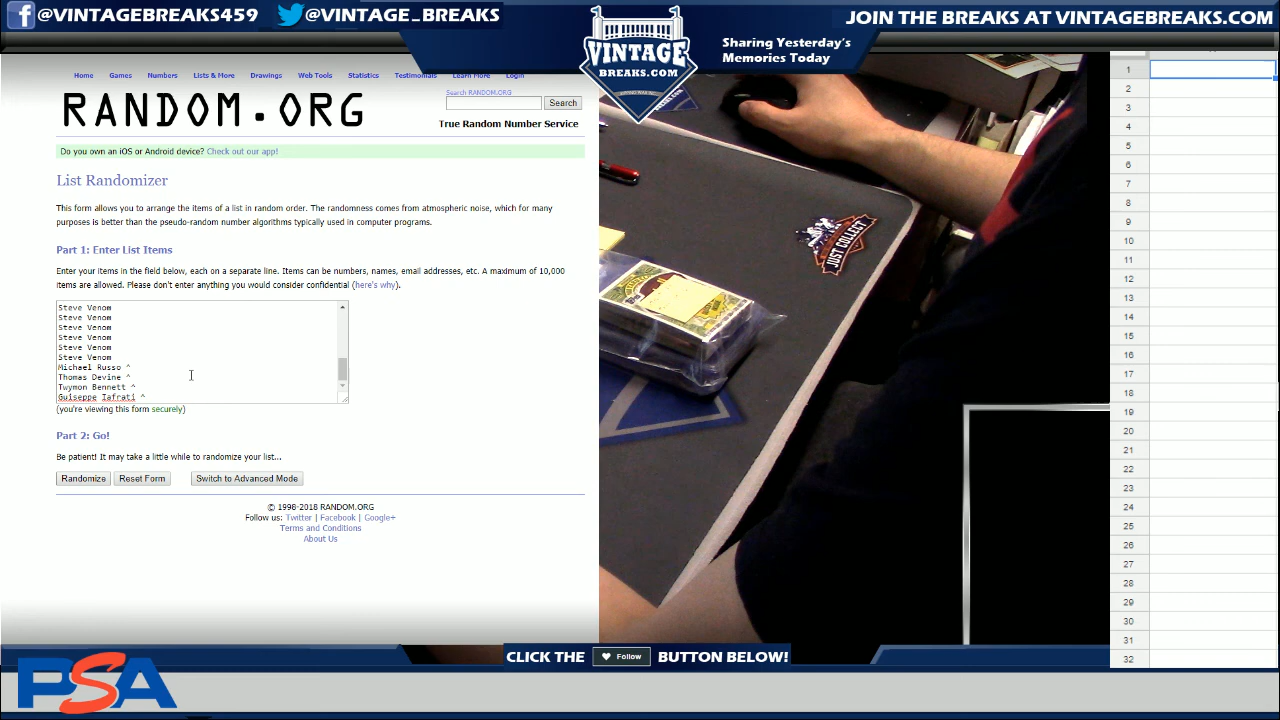 @VINTAGEBREAKS459
@VINTAGE_BREAKS
VINTAGE
BREAKS.COM
Sharing Yesterday's
Memories Today
JOIN THE BREAKS AT VINTAGEBREAKS.COM
Home Games Numbers Lists & More Drawings Web Tools Statistics Testimonials Learn More Login
RANDOM.ORG
Search RANDOM.ORG
Search
True Random Number Service
Do you own an iOS or Android device? Check out our app!
List Randomizer
This form allows you to arrange the items of a list in random order. The randomness comes from atmospheric noise, which for many
purposes is better than the pseudo-random number algorithms typically used in computer programs.
Part 1: Enter List Items
Enter your items in the field below, each on a separate line. Items can be numbers, names, email addresses, etc. A maximum of 10,000
items are allowed. Please don't enter anything you would consider confidential (here's why).
Steve Venom
Steve Venom
Steve Venom
Steve Venom
Steve Venom
Steve Venom
Michael Russo ^
Thomas Devine ^
Twymon Bennett ^
Guiseppe Iafrati ^
(you're viewing this form securely)
Part 2: Go!
Be patient! It may take a little while to randomize your list...
Randomize Reset Form Switch to Advanced Mode
© 1998-2018 RANDOM.ORG
Follow us: Twitter | Facebook | Google+
Terms and Conditions
About Us
JUST COLLECT
1
2
3
4
5
6
7
8
9
10
11
12
13
14
15
16
17
18
19
20
21
22
23
24
25
26
27
28
29
30
31
32
CLICK THE Follow BUTTON BELOW!
PSA